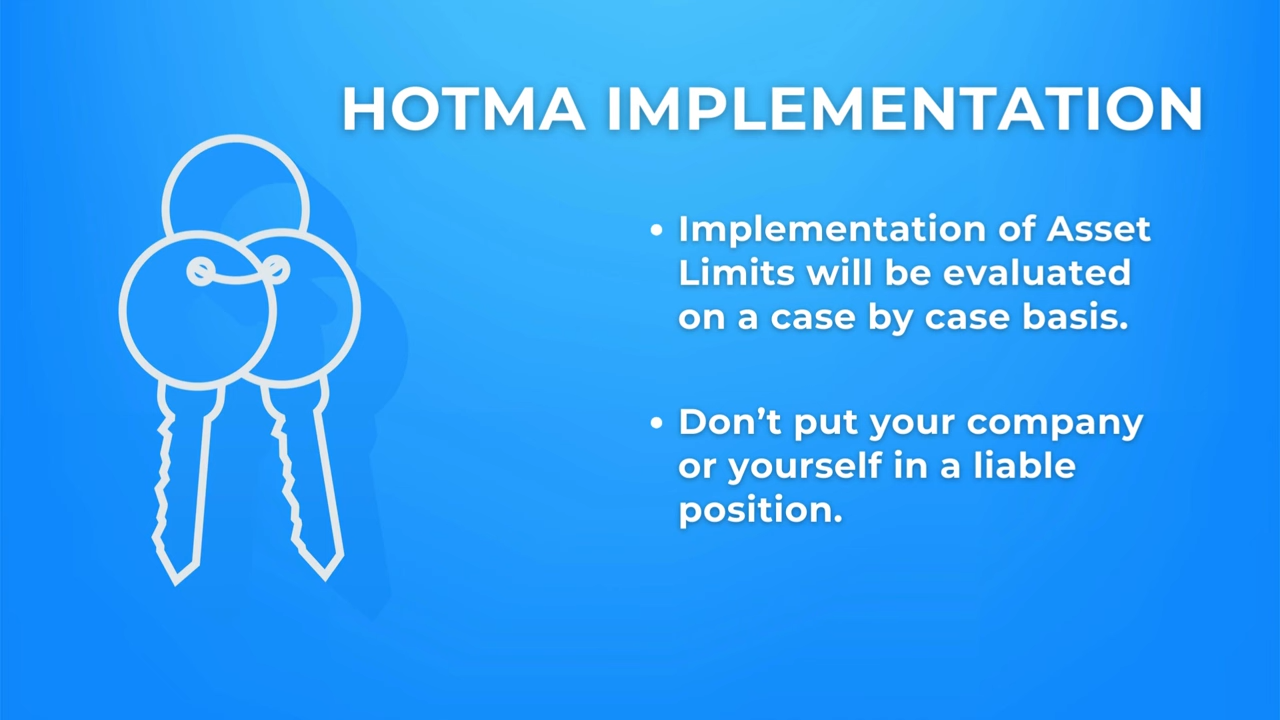 HOTMA IMPLEMENTATION
• Implementation of Asset
Limits will be evaluated
on a case by case basis.
• Don’t put your company
or yourself in a liable
position.